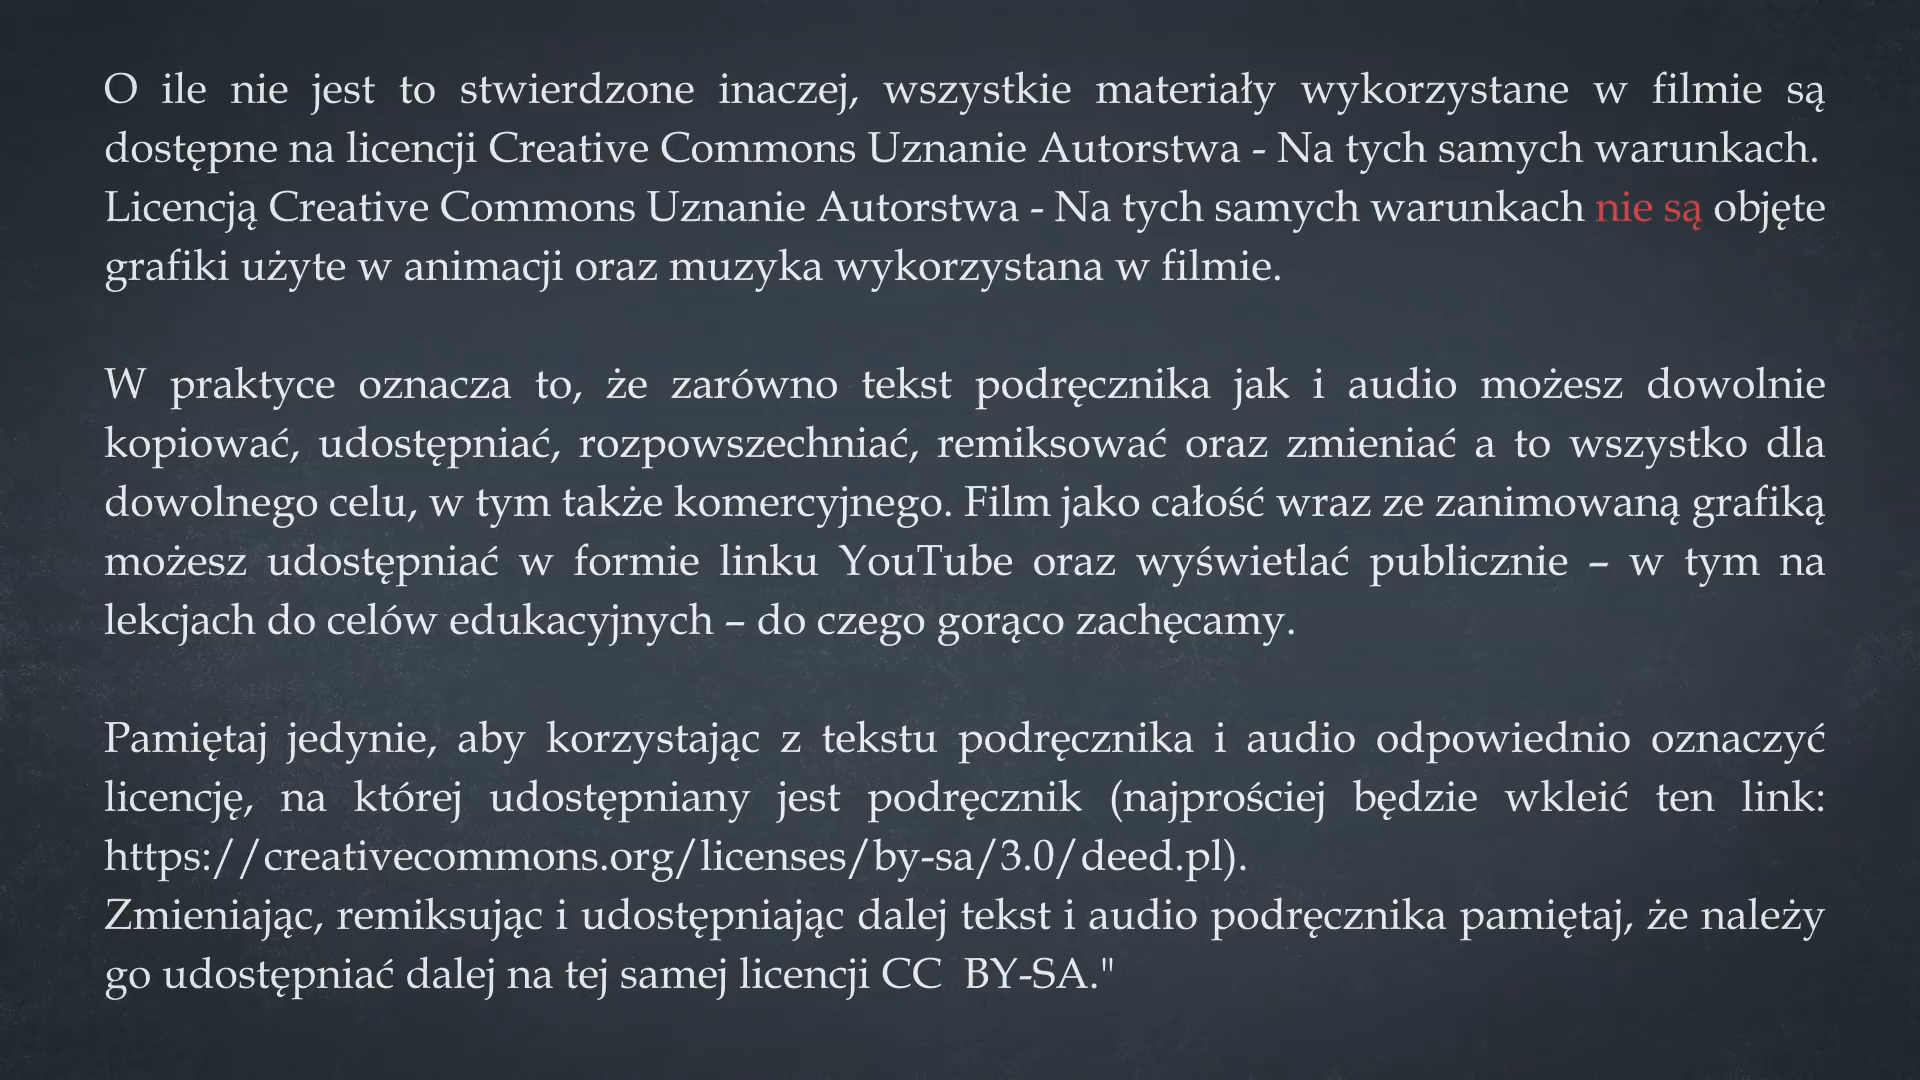 O ile nie jest to stwierdzone inaczej, wszystkie materiały wykorzystane w filmie są
dostępne na licencji Creative Commons Uznanie Autorstwa - Na tych samych warunkach.
Licencją Creative Commons Uznanie Autorstwa - Na tych samych warunkach nie są objęte
grafiki użyte w animacji oraz muzyka wykorzystana w filmie.
W praktyce oznacza to, że zarówno tekst podręcznika jak i audio możesz dowolnie
kopiować, udostępniać, rozpowszechniać, remiksować oraz zmieniać a to wszystko dla
dowolnego celu, w tym także komercyjnego. Film jako całość wraz ze zanimowaną grafiką
możesz udostępniać w formie linku YouTube oraz wyświetlać publicznie – w tym na
lekcjach do celów edukacyjnych – do czego gorąco zachęcamy.
Pamiętaj jedynie, aby korzystając z tekstu podręcznika i audio odpowiednio oznaczyć
licencję, na której udostępniany jest podręcznik (najprościej będzie wkleić ten link:
https://creativecommons.org/licenses/by-sa/3.0/deed.pl).
Zmieniając, remiksując i udostępniając dalej tekst i audio podręcznika pamiętaj, że należy
go udostępniać dalej na tej samej licencji CC  BY-SA."